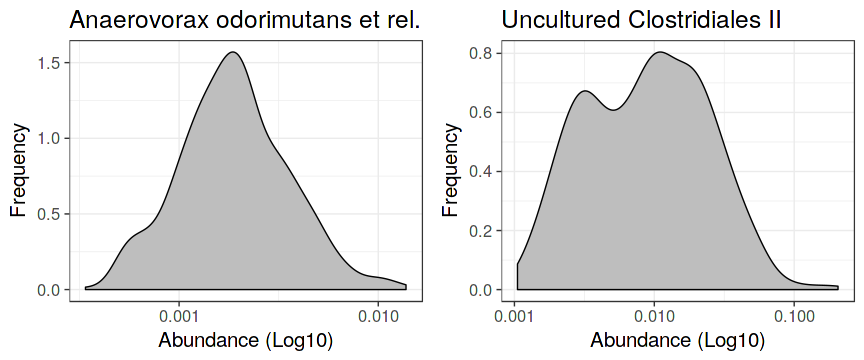 Anaerovorax odorimutans et rel.
Frequency
1.5
1.0
0.5
0.0
0.001
0.010
Abundance (Log10)
Uncultured Clostridiales II
Frequency
0.8
0.6
0.4
0.2
0.0
0.001
0.010
0.100
Abundance (Log10)